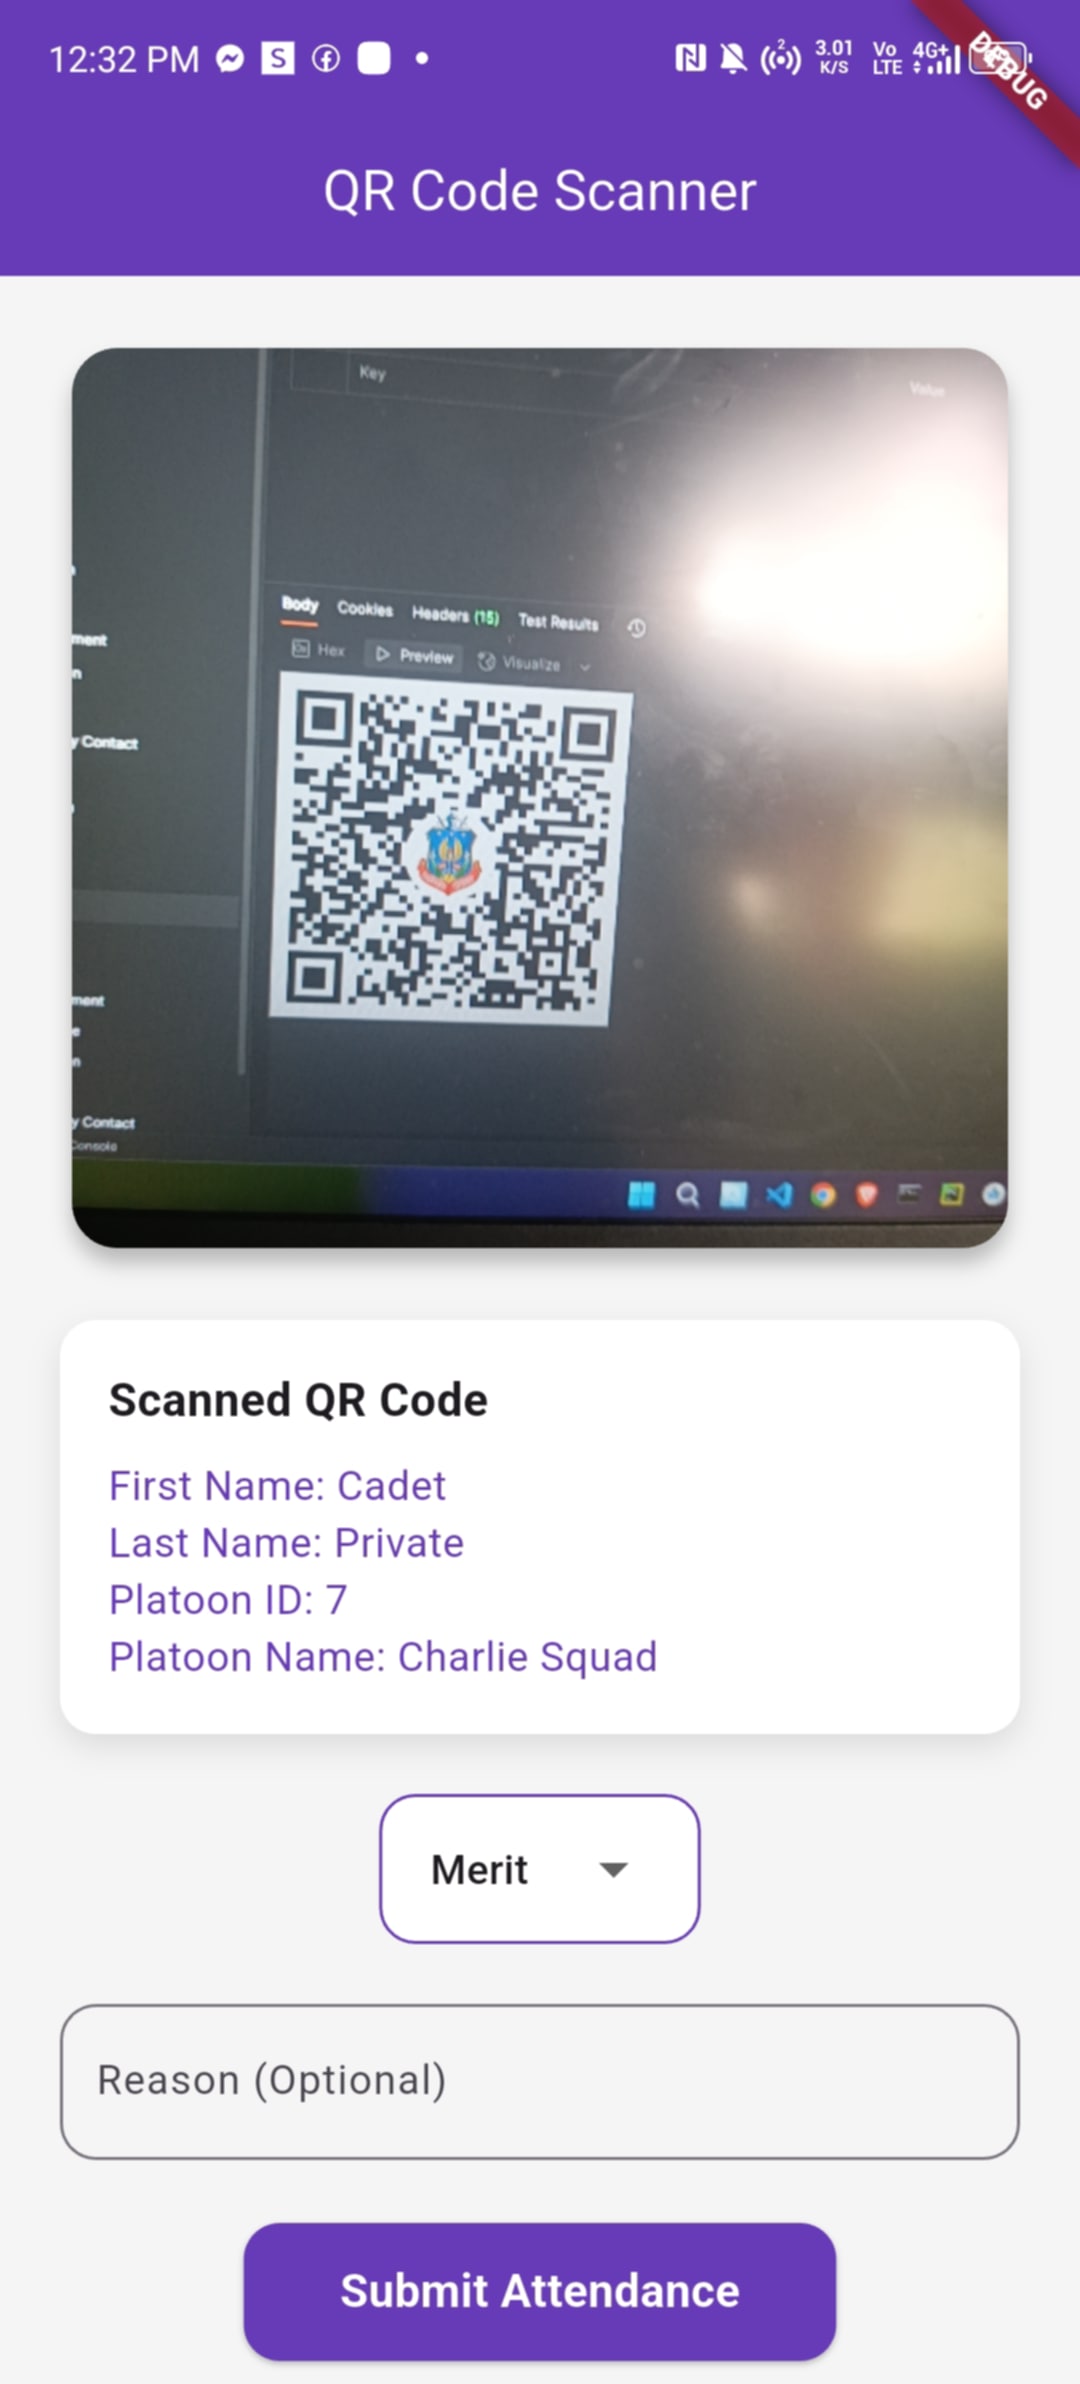 12:32 PM
S
2
3.01
K/S
Vo
LTE
4G+
DEBUG
QR Code Scanner
Key
Value
Body Cookies Headers (15) Test Results
Hex Preview Visualize
ment
n
y Contact
ment
e
n
y Contact
Console
Scanned QR Code
First Name: Cadet
Last Name: Private
Platoon ID: 7
Platoon Name: Charlie Squad
Merit
Reason (Optional)
Submit Attendance